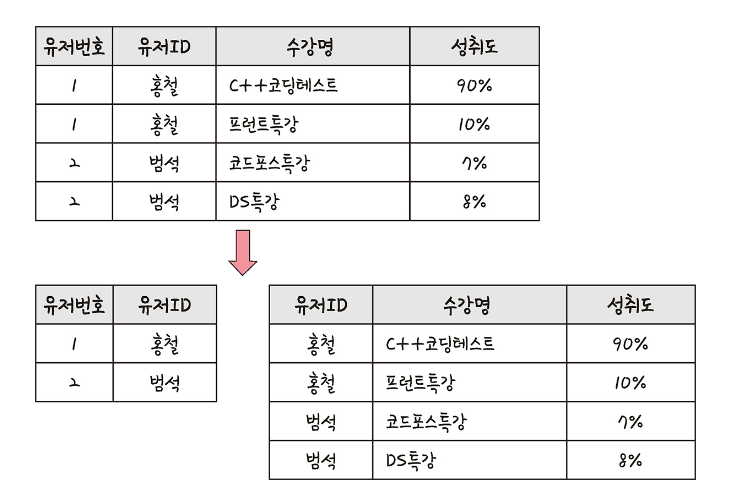 유저번호 유저ID 수강명 성취도
1 홍철 C++코딩테스트 90%
1 홍철 프런트특강 10%
2 범석 코드포스특강 7%
2 범석 DS특강 8%
유저번호 유저ID
1 홍철
2 범석
유저ID 수강명 성취도
홍철 C++코딩테스트 90%
홍철 프런트특강 10%
범석 코드포스특강 7%
범석 DS특강 8%